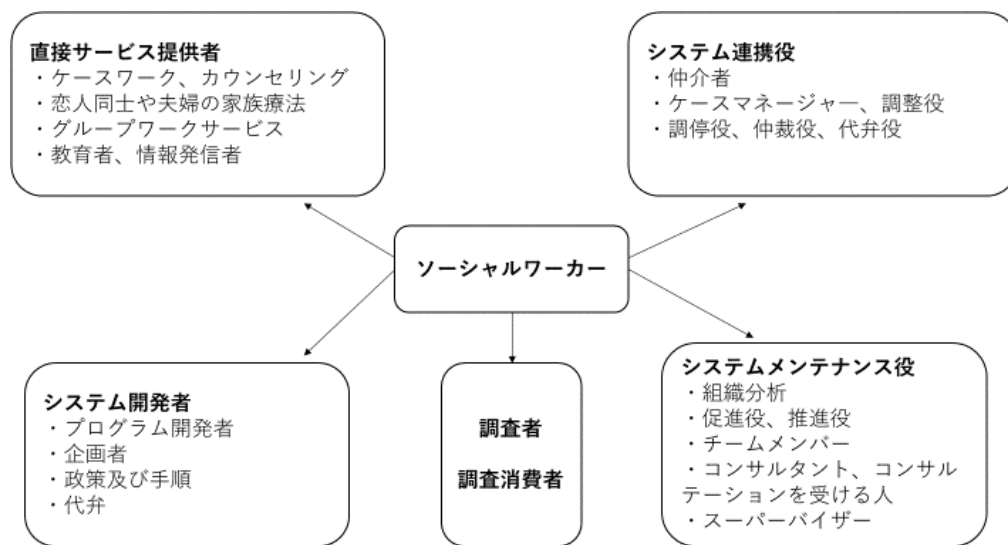 直接サービス提供者
・ケースワーク、カウンセリング
・恋人同士や夫婦の家族療法
・グループワークサービス
・教育者、情報発信者
システム連携役
・仲介者
・ケースマネージャー、調整役
・調停役、仲裁役、代弁役
ソーシャルワーカー
システム開発者
・プログラム開発者
・企画者
・政策及び手順
・代弁
調査者
調査消費者
システムメンテナンス役
・組織分析
・促進役、推進役
・チームメンバー
・コンサルタント、コンサル
テーションを受ける人
・スーパーバイザー